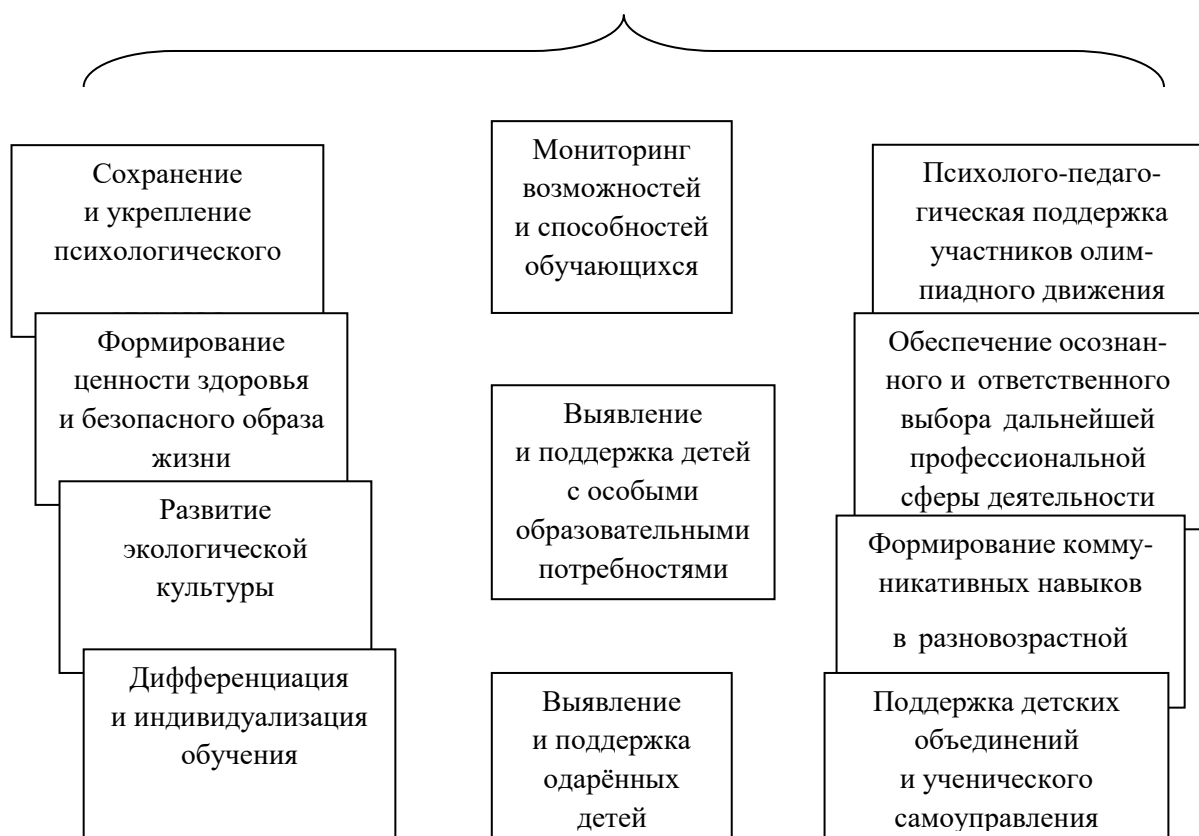 Сохранение
и укрепление
психологического
Формирование
ценности здоровья
и безопасного образа
жизни
Развитие
экологической
культуры
Дифференциация
и индивидуализация
обучения
Мониторинг
возможностей
и способностей
обучающихся
Выявление
и поддержка детей
с особыми
образовательными
потребностями
Выявление
и поддержка
одарённых
детей
Психолого-педаго-
гическая поддержка
участников олим-
пиадного движения
Обеспечение осознан-
ного и ответственного
выбора дальнейшей
профессиональной
сферы деятельности
Формирование комму-
никативных навыков
в разновозрастной
Поддержка детских
объединений
и ученического
самоуправления